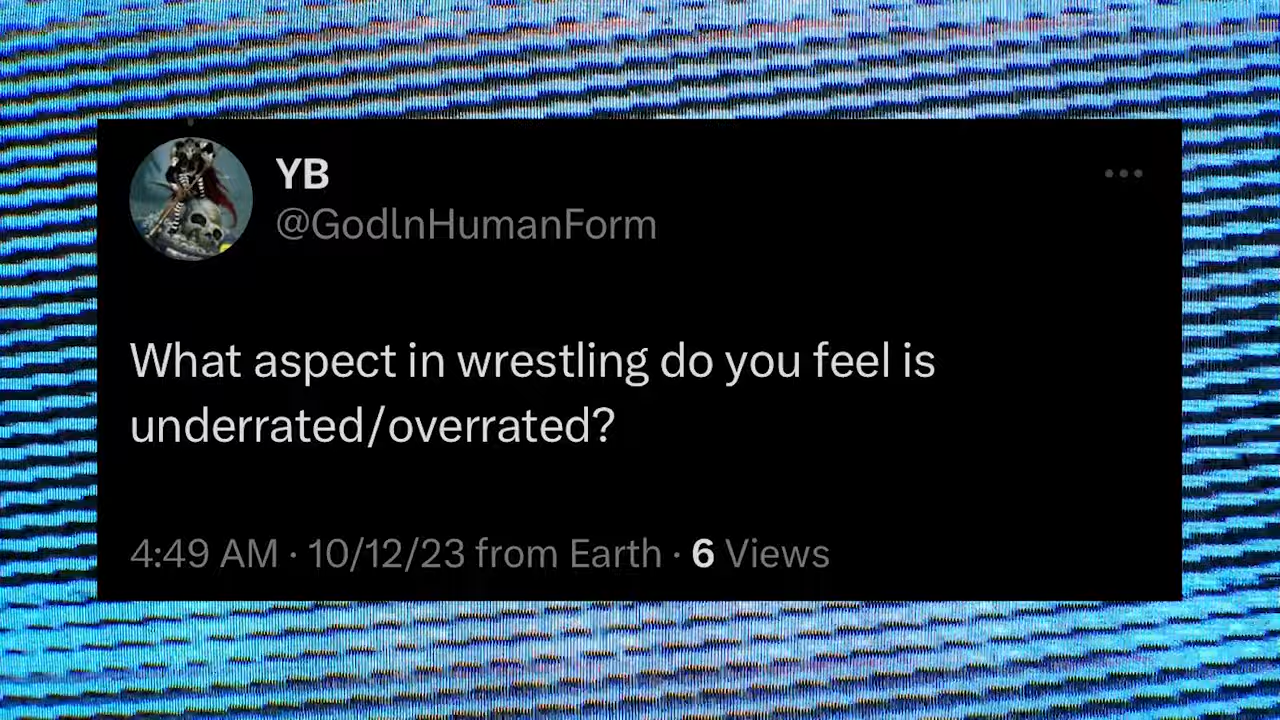 YB
@GodlnHumanForm
What aspect in wrestling do you feel is
underrated/overrated?
4:49 AM · 10/12/23 from Earth · 6 Views